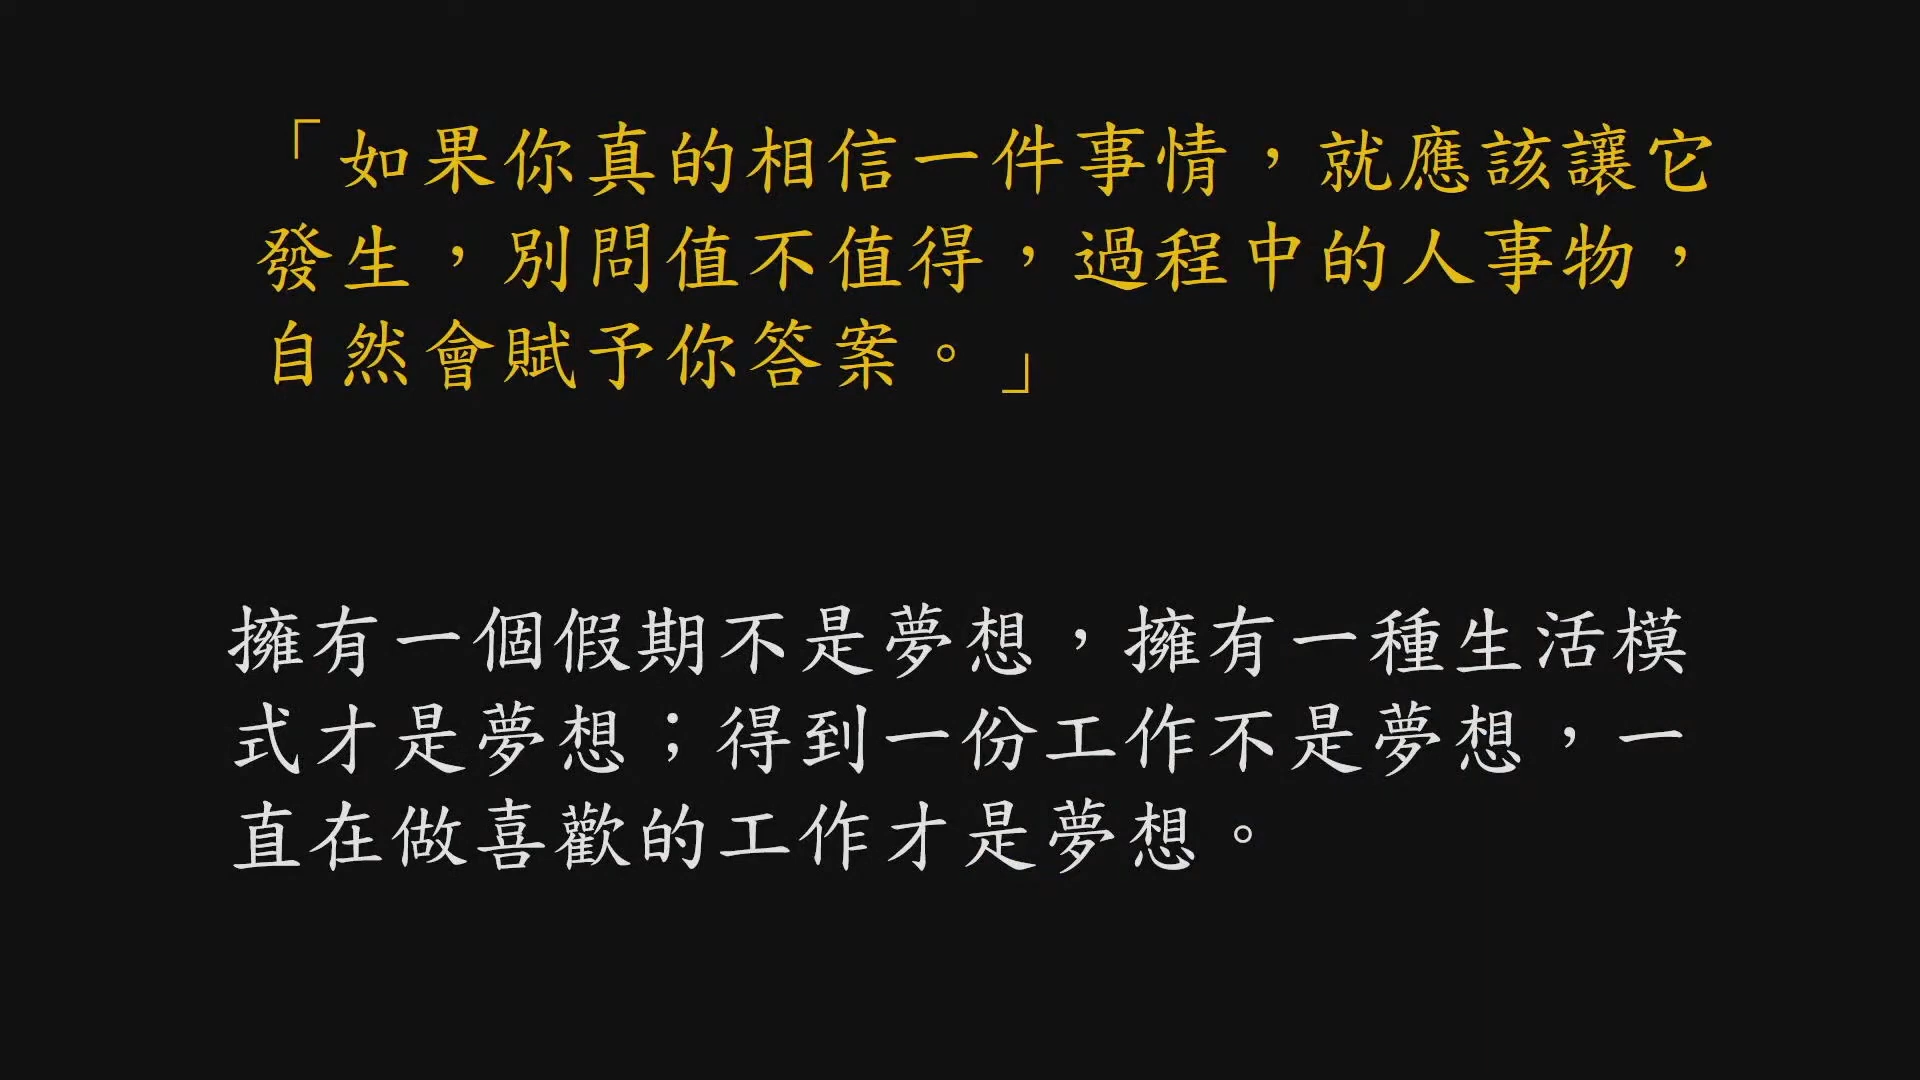 「如果你真的相信一件事情，就應該讓它
發生，別問值不值得，過程中的人事物，
自然會賦予你答案。」
擁有一個假期不是夢想，擁有一種生活模
式才是夢想；得到一份工作不是夢想，一
直在做喜歡的工作才是夢想。